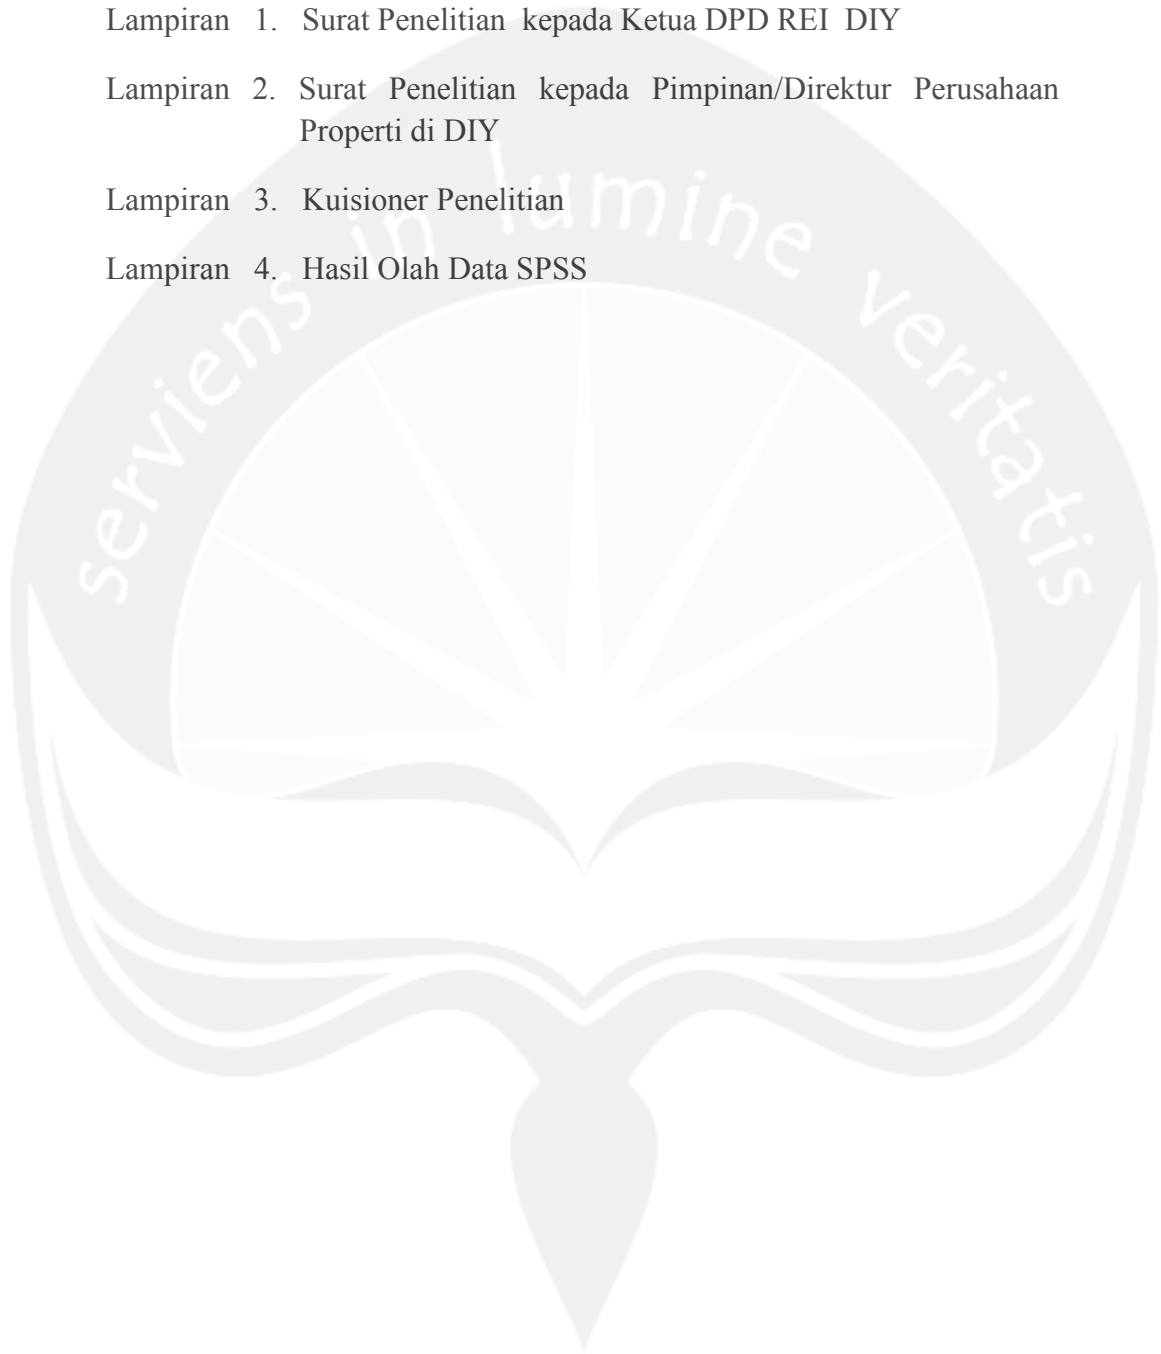 Lampiran 1. Surat Penelitian kepada Ketua DPD REI DIY
Lampiran 2. Surat Penelitian kepada Pimpinan/Direktur Perusahaan
Properti di DIY
Lampiran 3. Kuisioner Penelitian
Lampiran 4. Hasil Olah Data SPSS
serviens in lumine veritatis